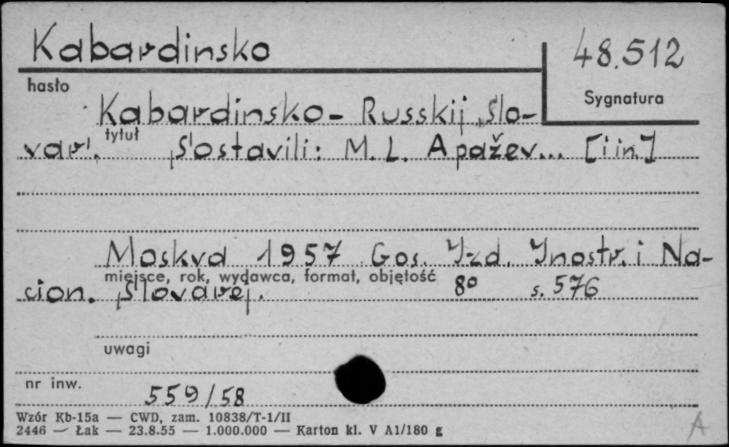 Kabardinsko
48.512
hasło
Sygnatura
Kabardinsko- Russkij slo-
tytuł
var'. Sostavili: M. L. Apažev... [i in.]
Moskva 1957 Gos. Izd. Inostr. i Na-
miejsce, rok, wydawca, format, objętość
cion. Slovarej. 8º s. 576
uwagi
nr inw. 559/58
Wzór Kb-15a — CWD, zam. 10838/T-1/II
2446 — Łak — 23.8.55 — 1.000.000 — Karton kl. V A1/180 g
A